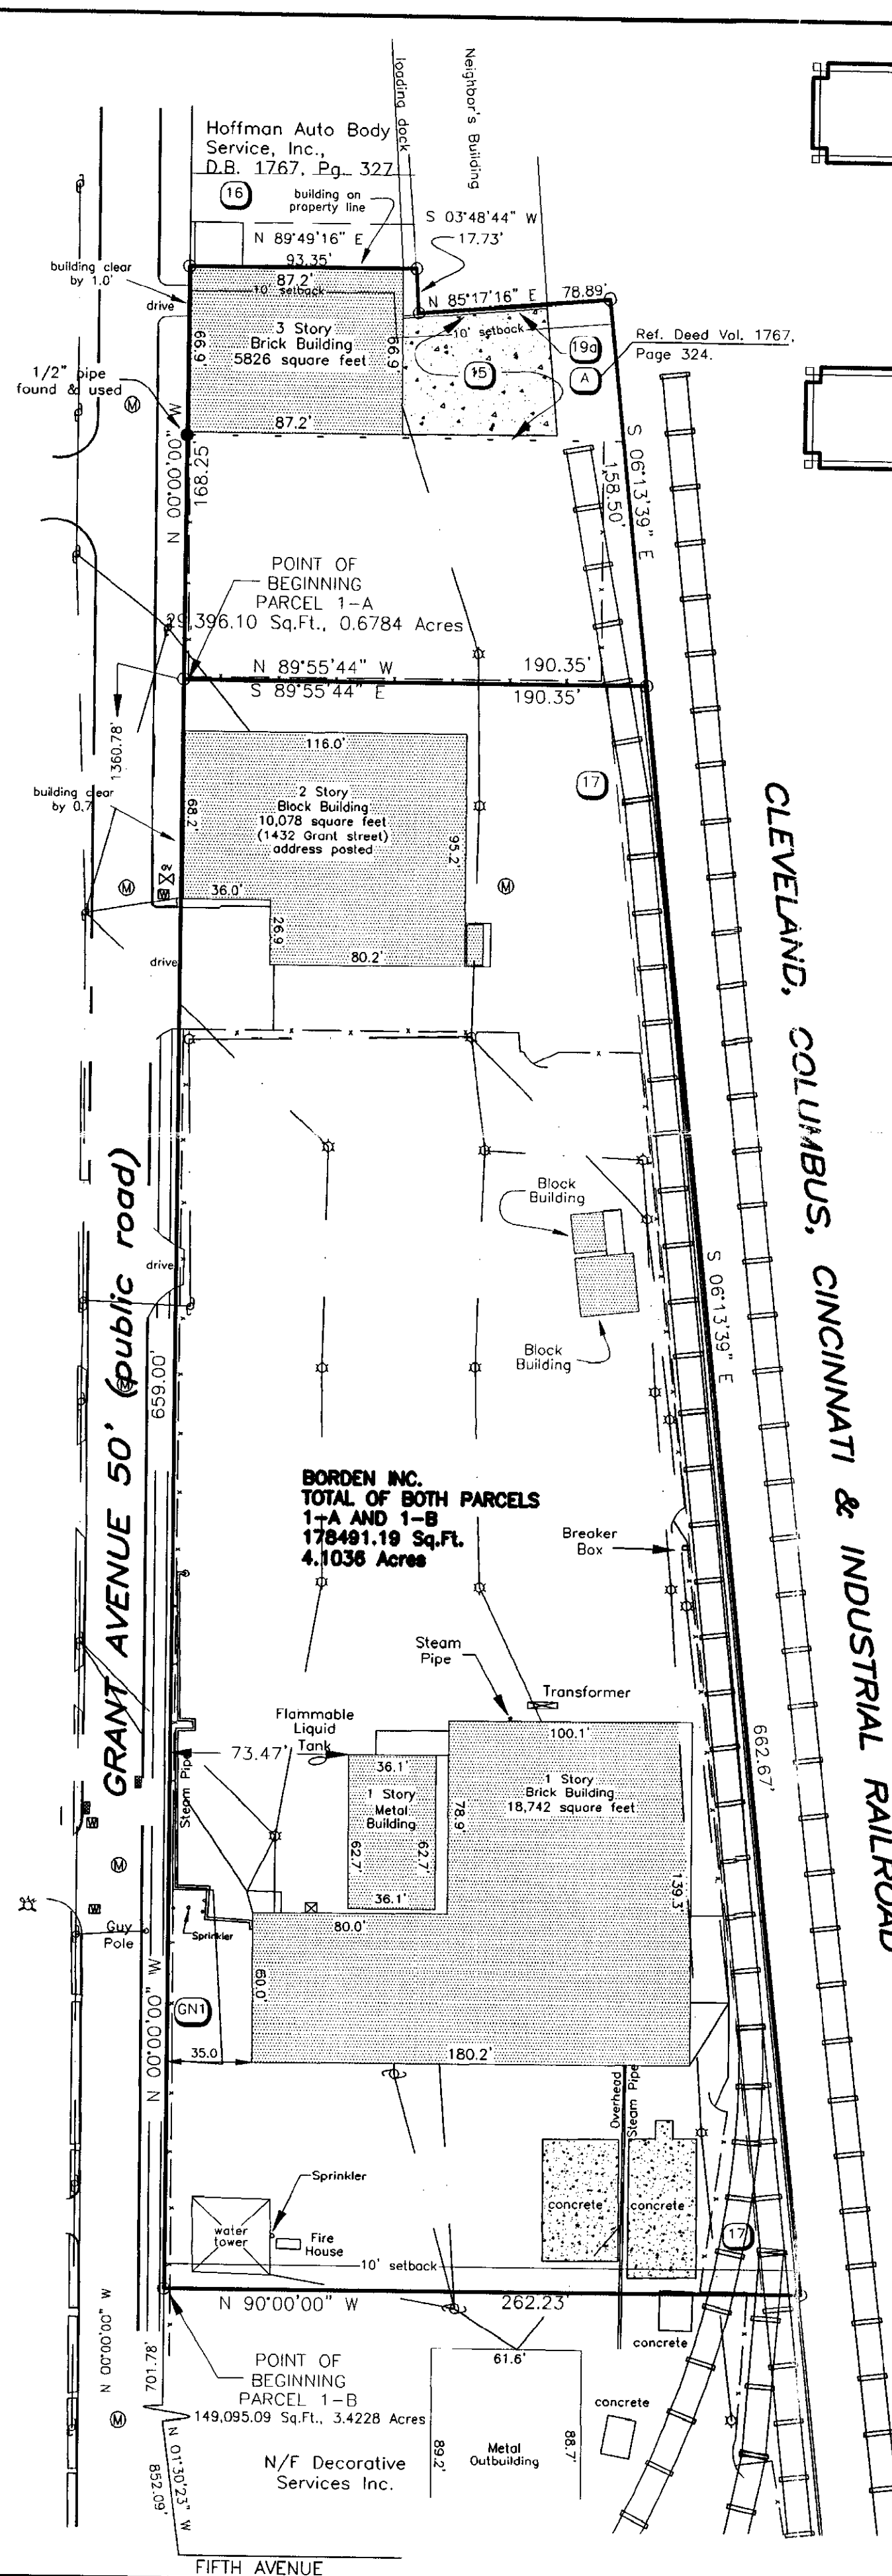 loading dock
Neighbor's Building
Hoffman Auto Body
Service, Inc.,
D.B. 1767, Pg. 327
16
building on
property line
S 03°48'44" W
17.73'
N 89°49'16" E
93.35'
building clear
by 1.0'
87.2'
10' setback
N 85°17'16" E
78.89'
drive
3 Story
Brick Building
5826 square feet
66.9'
66.9'
10' setback
19a
Ref. Deed Vol. 1767,
Page 324.
15
A
1/2" pipe
found & used
M
87.2'
N 00°00'00" W
168.25'
S 06°13'39" E
158.50'
POINT OF
BEGINNING
PARCEL 1-A
29,396.10 Sq.Ft., 0.6784 Acres
N 89°55'44" W
190.35'
S 89°55'44" E
190.35'
1360.78'
116.0'
building clear
by 0.7'
68.2'
2 Story
Block Building
10,078 square feet
(1432 Grant street)
address posted
95.2'
17
M
M
W
36.0'
26.9
80.2'
drive
CLEVELAND, COLUMBUS, CINCINNATI & INDUSTRIAL RAILROAD
GRANT AVENUE 50' (public road)
Block
Building
drive
Block
Building
S 06°13'39" E
M
659.00'
BORDEN INC.
TOTAL OF BOTH PARCELS
1-A AND 1-B
178491.19 Sq.Ft.
4.1036 Acres
Breaker
Box
Steam
Pipe
Transformer
Flammable
Liquid
Tank
73.47'
Steam Pipe
100.1'
36.1'
1 Story
Metal
Building
62.7'
62.7'
36.1'
78.9'
1 Story
Brick Building
18,742 square feet
139.3'
662.67'
W
M
W
Guy
Pole
Sprinkler
80.0'
60.0'
N 00°00'00" W
GN1
35.0
180.2'
Overhead
Steam Pipe
Sprinkler
water
tower
Fire
House
concrete
concrete
17
10' setback
N 90°00'00" W
262.23'
N 00°00'00" W
701.78'
concrete
POINT OF
BEGINNING
PARCEL 1-B
149,095.09 Sq.Ft., 3.4228 Acres
61.6'
concrete
M
N 01°30'23" W
852.09'
N/F Decorative
Services Inc.
89.2'
Metal
Outbuilding
88.7'
FIFTH AVENUE